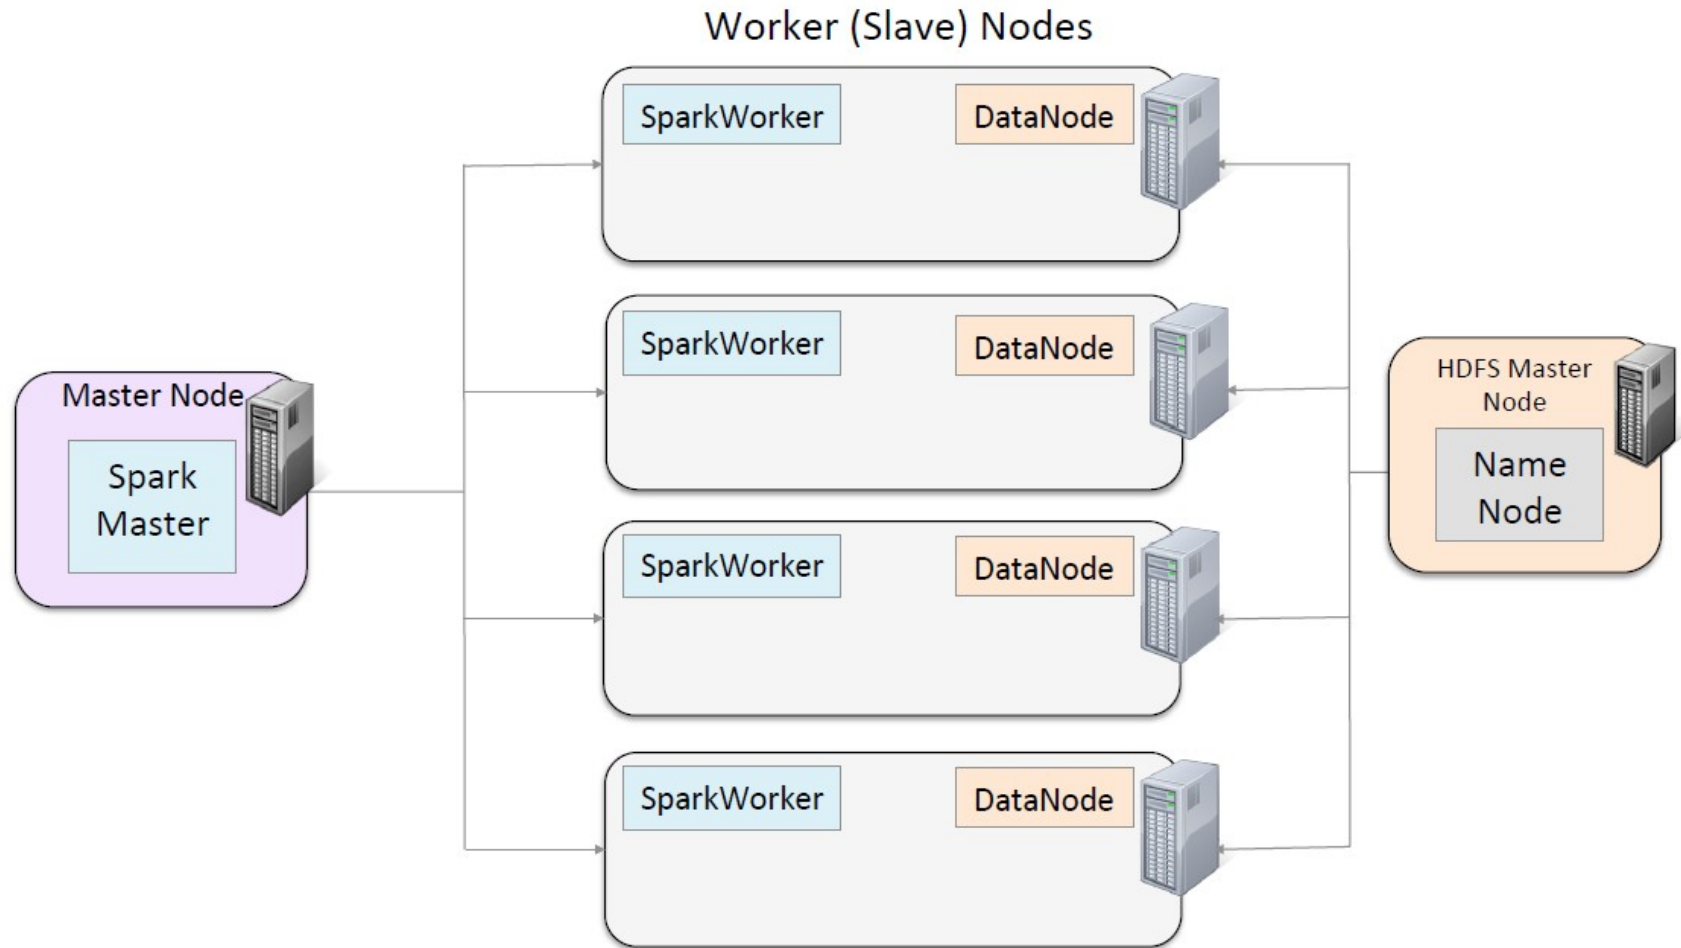 Worker (Slave) Nodes
SparkWorker
DataNode
SparkWorker
DataNode
Master Node
Spark
Master
HDFS Master
Node
Name
Node
SparkWorker
DataNode
SparkWorker
DataNode